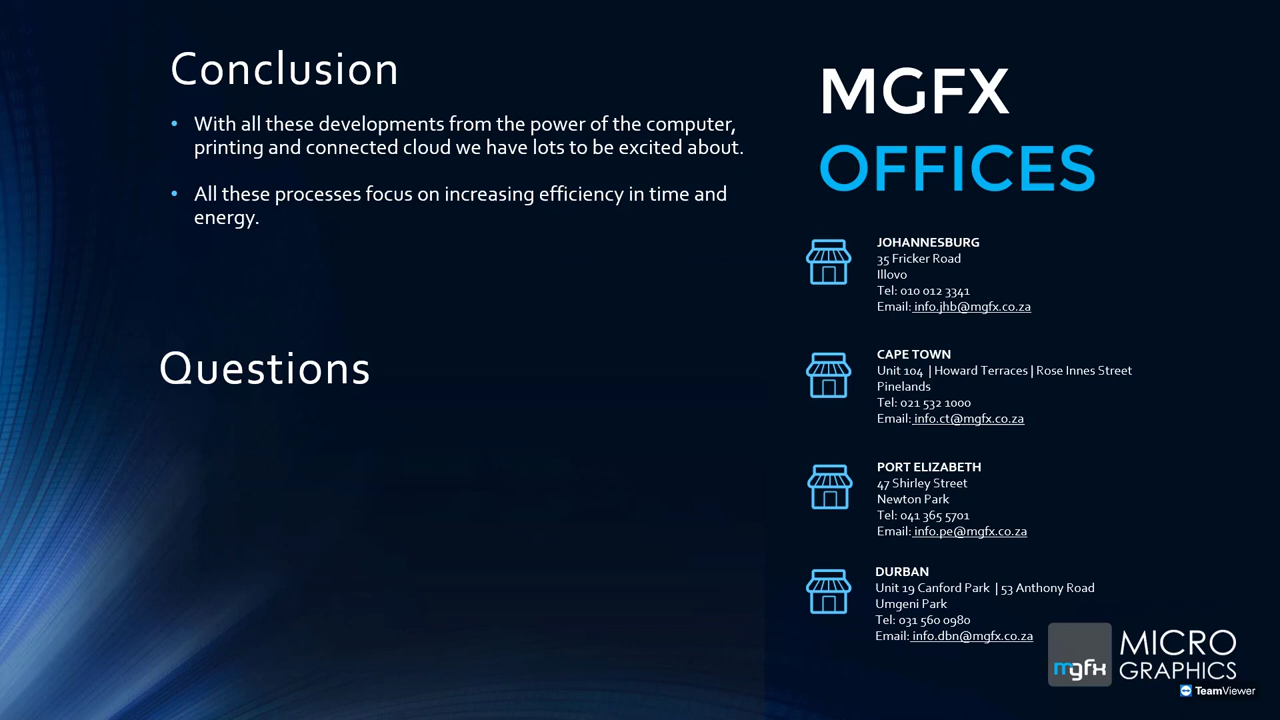 Conclusion
• With all these developments from the power of the computer,
printing and connected cloud we have lots to be excited about.
• All these processes focus on increasing efficiency in time and
energy.
Questions
MGFX
OFFICES
JOHANNESBURG
35 Fricker Road
Illovo
Tel: 010 012 3341
Email: info.jhb@mgfx.co.za
CAPE TOWN
Unit 104 | Howard Terraces | Rose Innes Street
Pinelands
Tel: 021 532 1000
Email: info.ct@mgfx.co.za
PORT ELIZABETH
47 Shirley Street
Newton Park
Tel: 041 365 5701
Email: info.pe@mgfx.co.za
DURBAN
Unit 19 Canford Park | 53 Anthony Road
Umgeni Park
Tel: 031 560 0980
Email: info.dbn@mgfx.co.za
mgfx
MICRO
GRAPHICS
TeamViewer